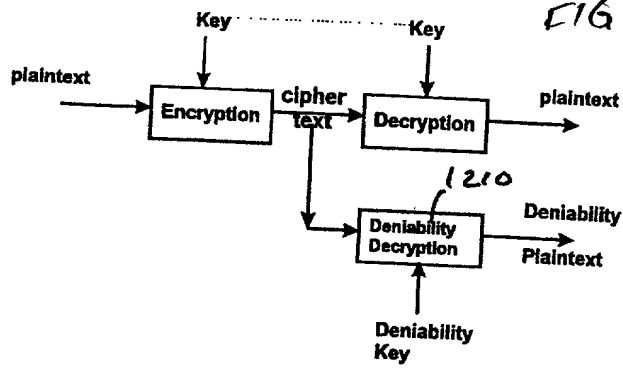 FIG
Key
Key
plaintext
Encryption
cipher
text
Decryption
plaintext
1210
Deniability
Decryption
Deniability
Plaintext
Deniability
Key